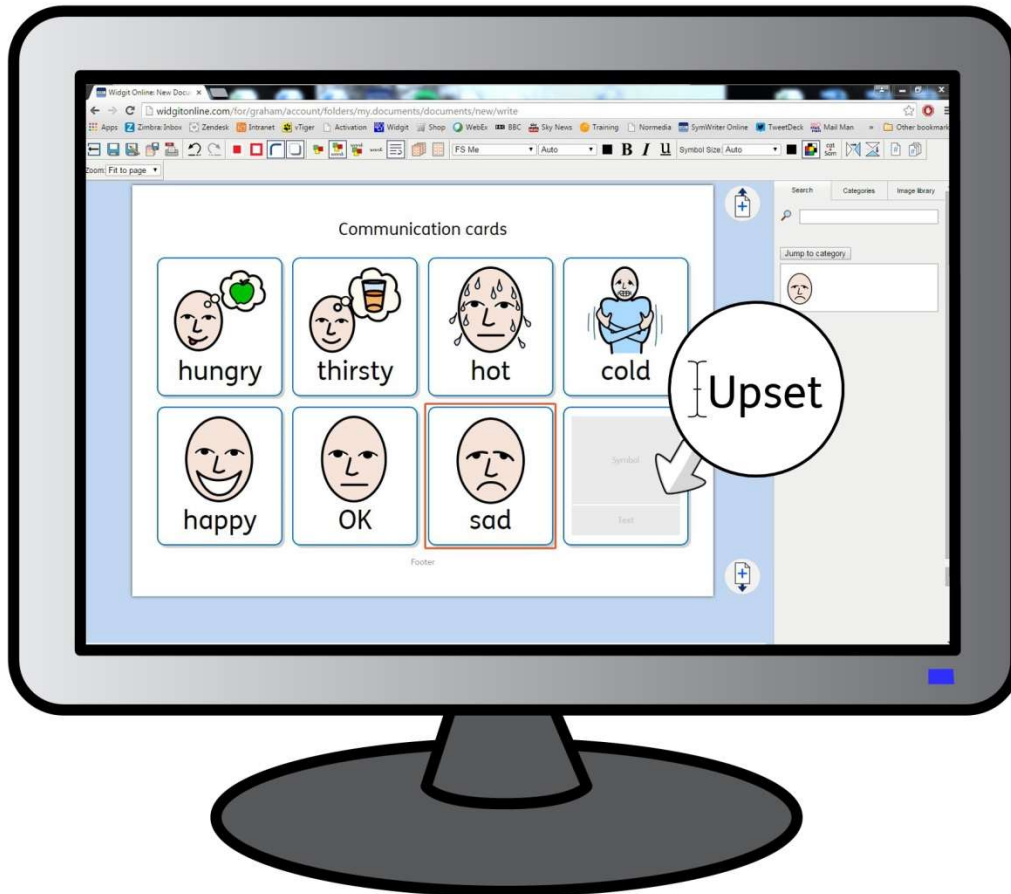 Widgit Online: New Docu
widgitonline.com/for/graham/account/folders/my.documents/documents/new/write
Apps Zimbra Inbox Zendesk Intranet vTiger Activation Widgit Shop WebEx BBC Sky News Training Normedia SymWriter Online TweetDeck Mail Man » Other bookmark
word FS Me Auto B I U Symbol Size: Auto
Zoom: Fit to page
Search Categories Image library
Communication cards
Jump to category
hungry thirsty hot cold
Upset
Symbol
happy OK sad
Text
Footer